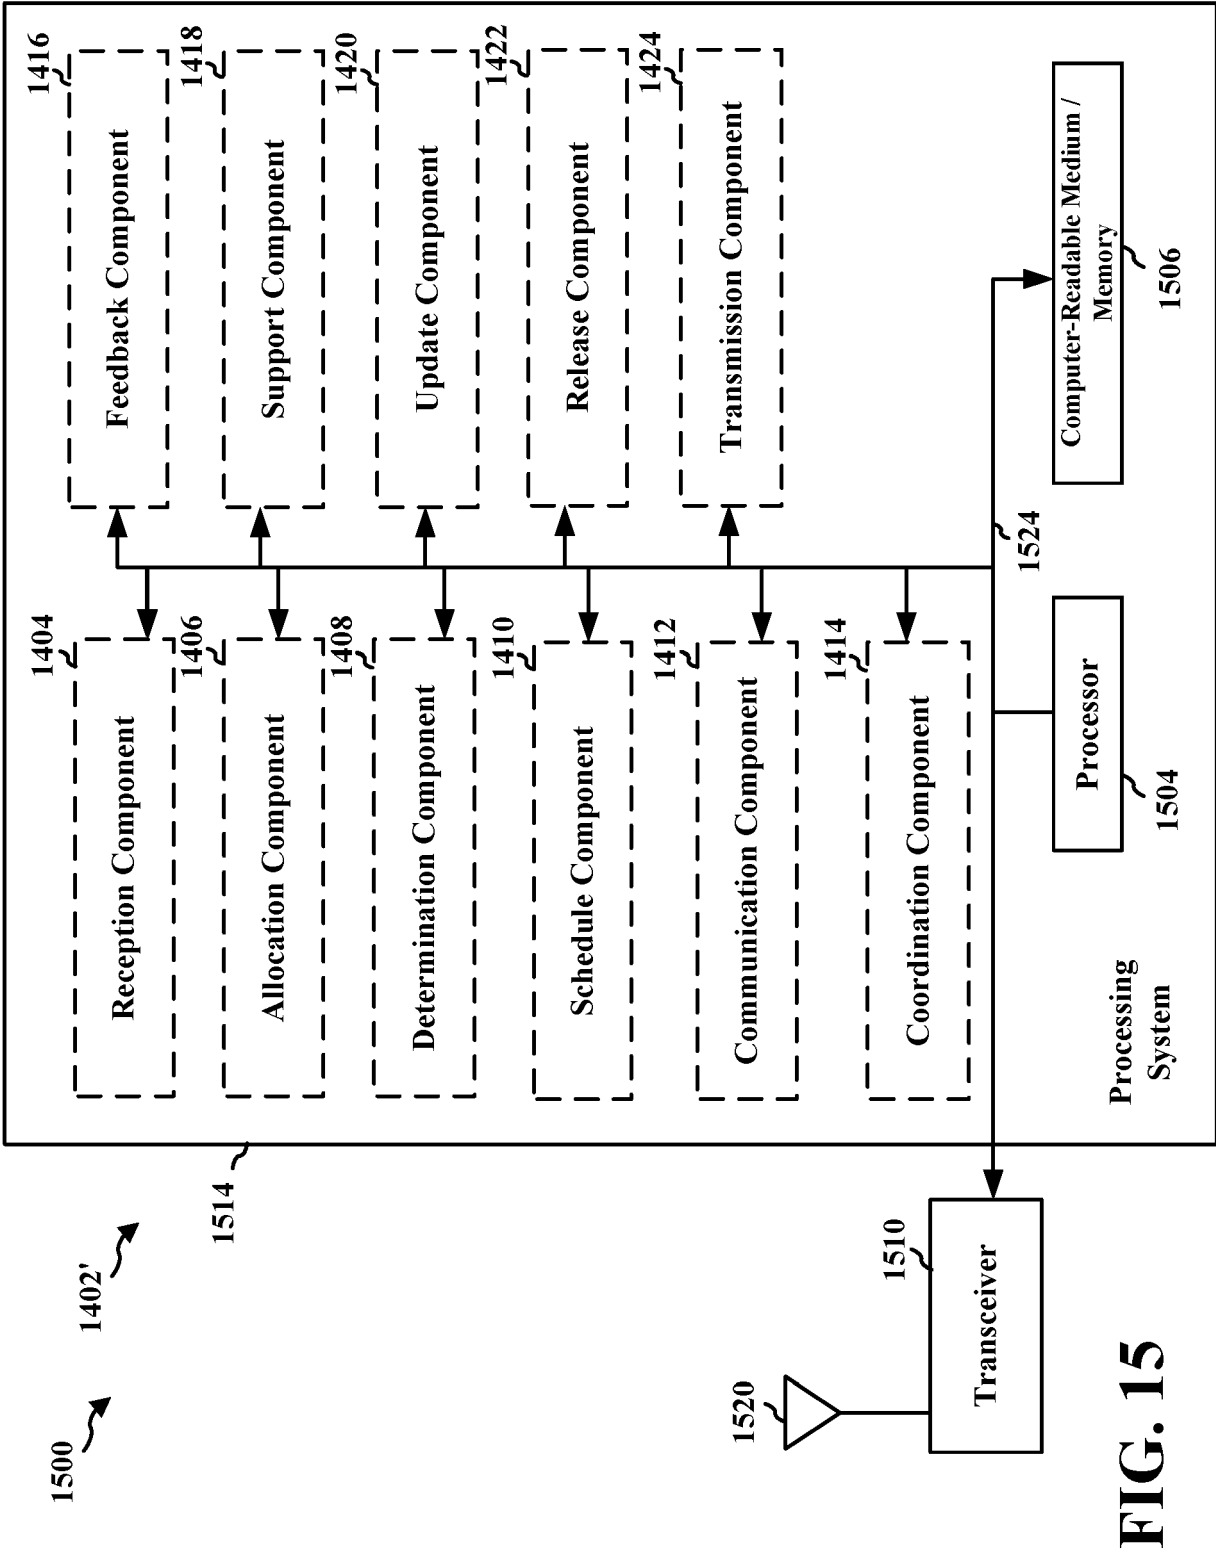 1500
1402'
1514
1404
Reception Component
1406
Allocation Component
1408
Determination Component
1410
Schedule Component
1412
Communication Component
1414
Coordination Component
1416
Feedback Component
1418
Support Component
1420
Update Component
1422
Release Component
1424
Transmission Component
1520
1510
Transceiver
1524
Processing
System
Processor
1504
Computer-Readable Medium /
Memory
1506
FIG. 15